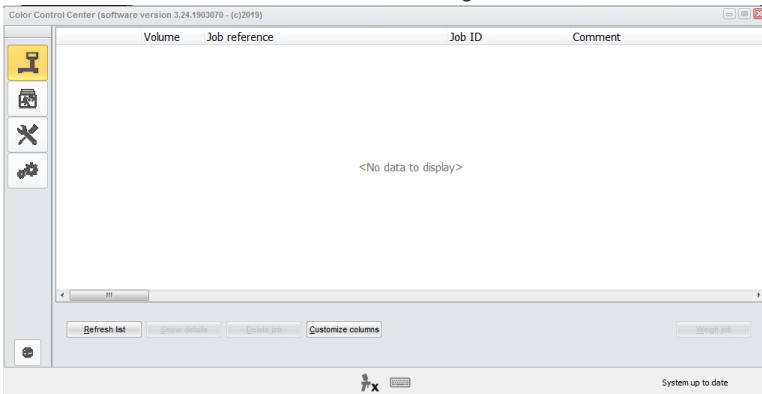 Color Control Center (software version 3.24.1903070 - (c)2019)
Volume Job reference Job ID Comment
<No data to display>
Refresh list Show details Delete job Customize columns Weigh job
x
System up to date